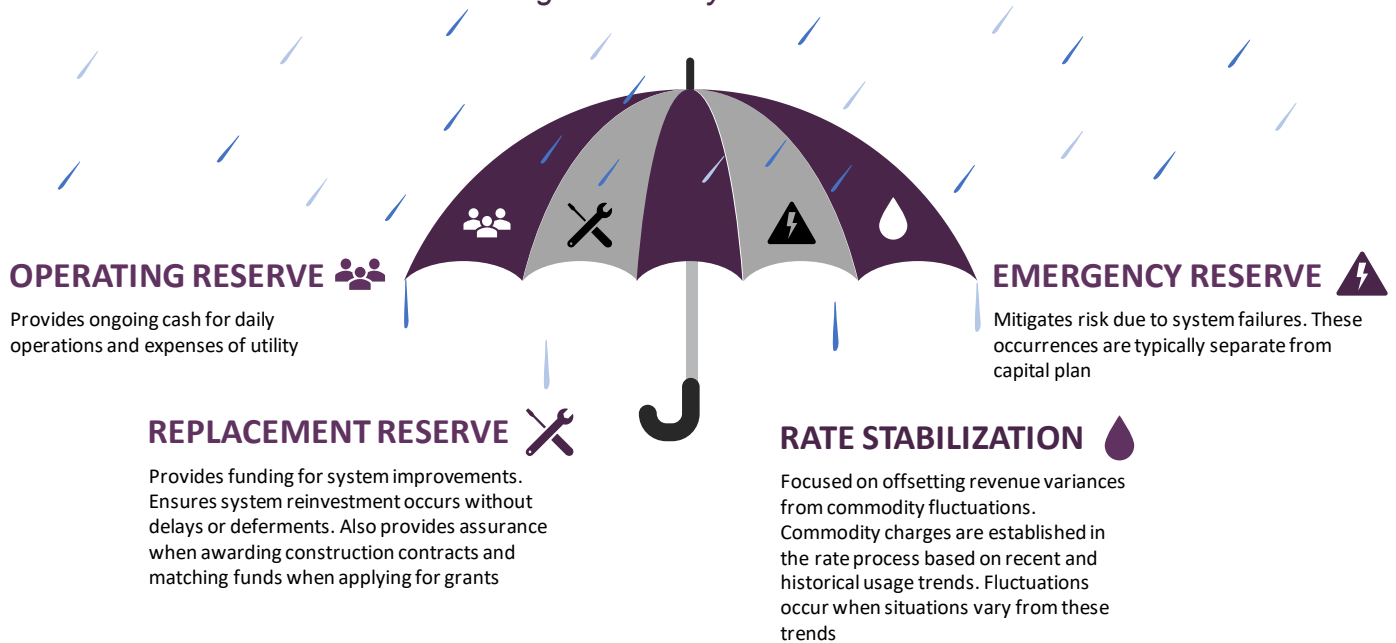 OPERATING RESERVE
Provides ongoing cash for daily
operations and expenses of utility
EMERGENCY RESERVE
Mitigates risk due to system failures. These
occurrences are typically separate from
capital plan
REPLACEMENT RESERVE
Provides funding for system improvements.
Ensures system reinvestment occurs without
delays or deferments. Also provides assurance
when awarding construction contracts and
matching funds when applying for grants
RATE STABILIZATION
Focused on offsetting revenue variances
from commodity fluctuations.
Commodity charges are established in
the rate process based on recent and
historical usage trends. Fluctuations
occur when situations vary from these
trends